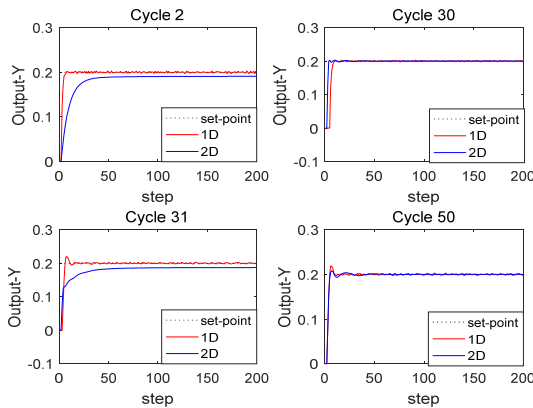 Cycle 2
Output-Y
0.3
0.2
0.1
0
0 50 100 150 200
step
set-point
1D
2D
Cycle 30
Output-Y
0.3
0.2
0.1
0
-0.1
0 50 100 150 200
step
set-point
1D
2D
Cycle 31
Output-Y
0.3
0.2
0.1
0
-0.1
0 50 100 150 200
step
set-point
1D
2D
Cycle 50
Output-Y
0.3
0.2
0.1
0
0 50 100 150 200
step
set-point
1D
2D